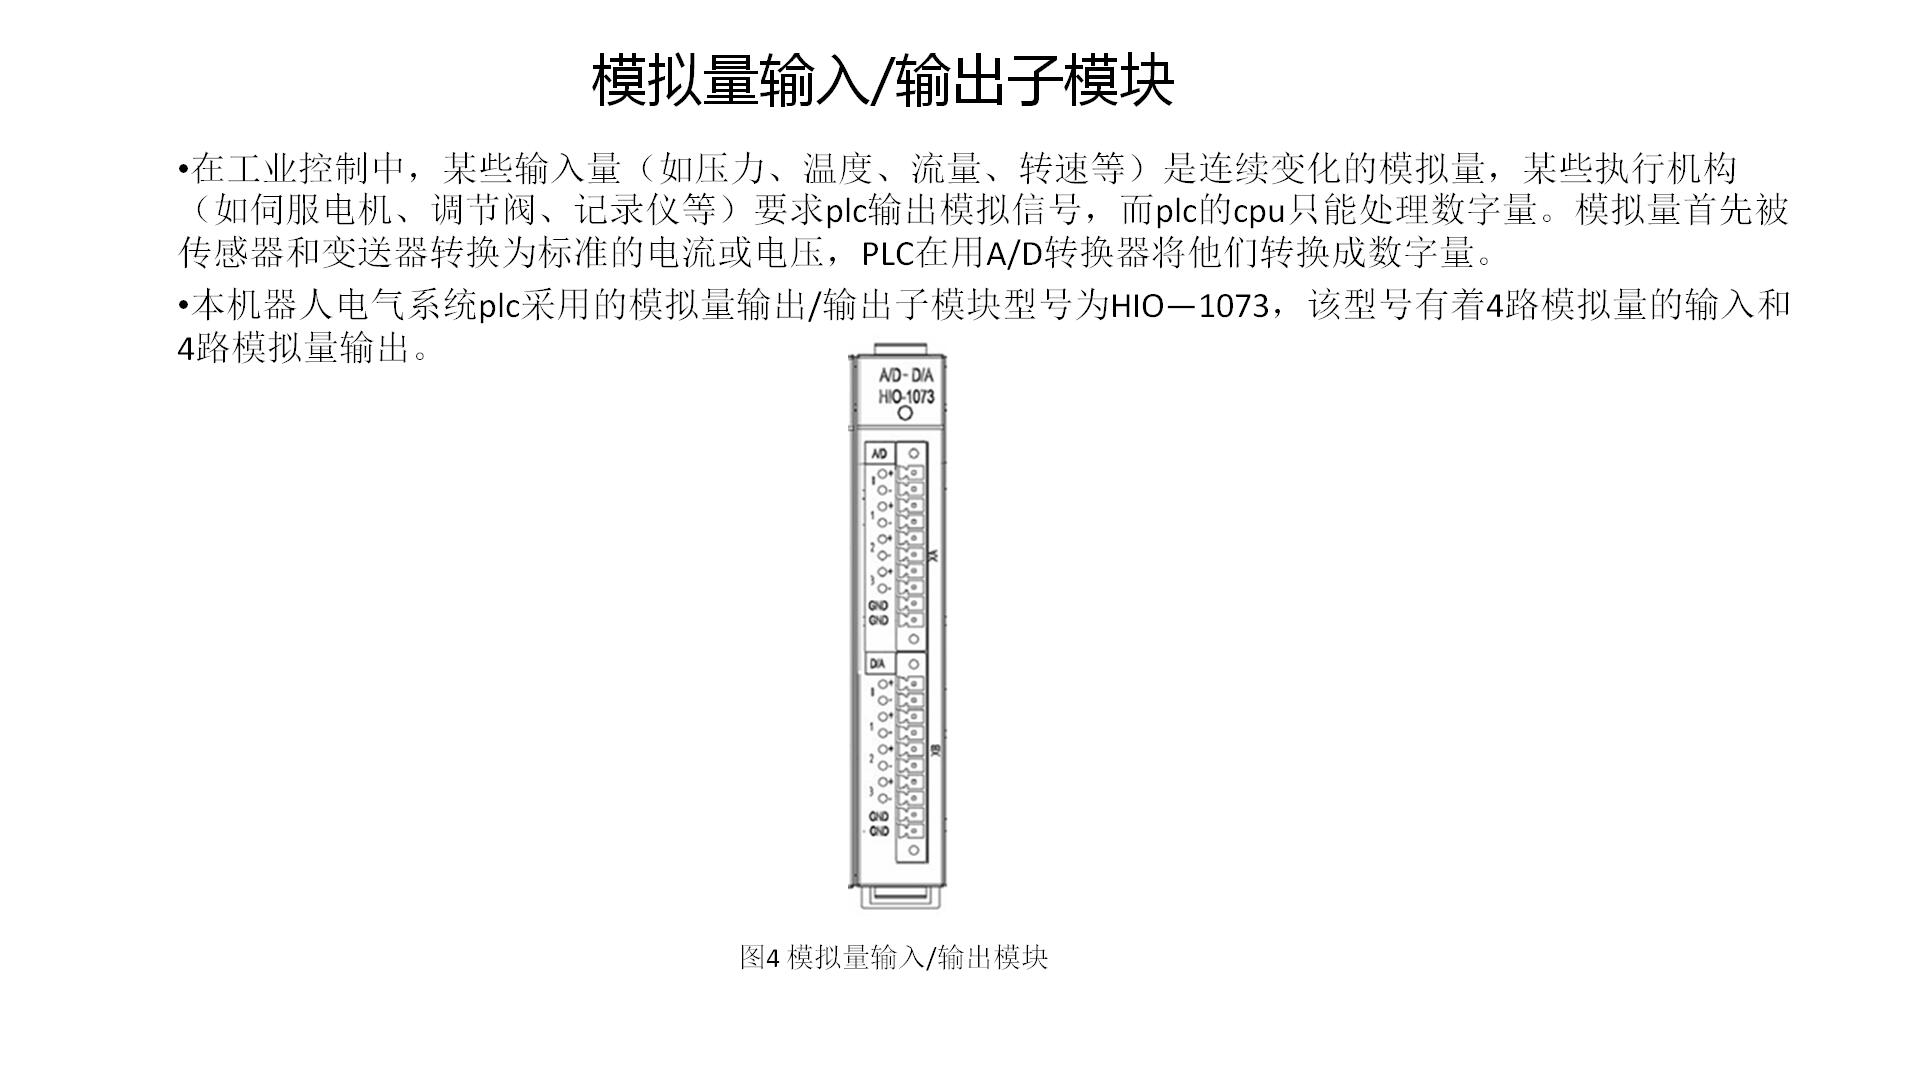 模拟量输入/输出子模块
•在工业控制中，某些输入量（如压力、温度、流量、转速等）是连续变化的模拟量，某些执行机构
（如伺服电机、调节阀、记录仪等）要求plc输出模拟信号，而plc的cpu只能处理数字量。模拟量首先被
传感器和变送器转换为标准的电流或电压，PLC在用A/D转换器将他们转换成数字量。
•本机器人电气系统plc采用的模拟量输出/输出子模块型号为HIO—1073，该型号有着4路模拟量的输入和
4路模拟量输出。
A/D-D/A
HIO-1073
A/D
+
-
1
+
-
2
+
-
3
+
-
GND
GND
XA
D/A
+
-
1
+
-
2
+
-
3
+
-
GND
GND
XB
图4 模拟量输入/输出模块